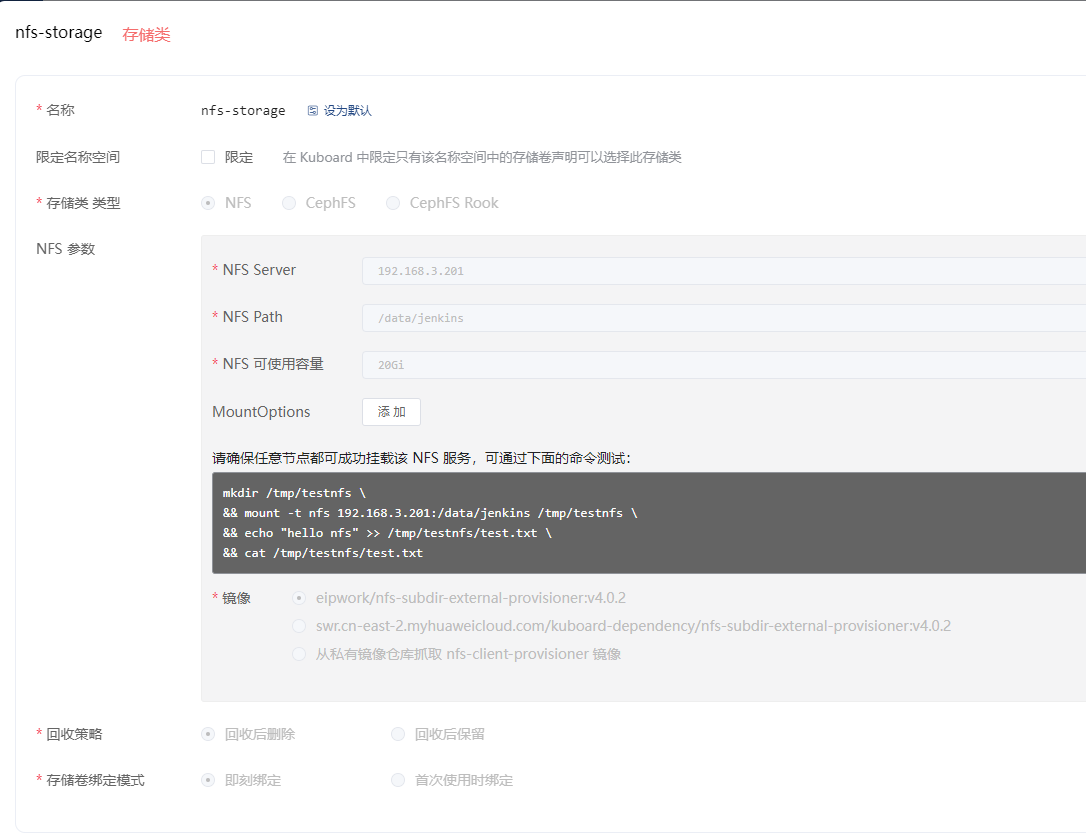 nfs-storage 存储类
* 名称 nfs-storage 设为默认
限定名称空间 限定 在 Kuboard 中限定只有该名称空间中的存储卷声明可以选择此存储类
* 存储类 类型 NFS CephFS CephFS Rook
NFS 参数
* NFS Server 192.168.3.201
* NFS Path /data/jenkins
* NFS 可使用容量 20Gi
MountOptions 添 加
请确保任意节点都可成功挂载该 NFS 服务，可通过下面的命令测试：
mkdir /tmp/testnfs \
&& mount -t nfs 192.168.3.201:/data/jenkins /tmp/testnfs \
&& echo "hello nfs" >> /tmp/testnfs/test.txt \
&& cat /tmp/testnfs/test.txt
* 镜像 eipwork/nfs-subdir-external-provisioner:v4.0.2
swr.cn-east-2.myhuaweicloud.com/kuboard-dependency/nfs-subdir-external-provisioner:v4.0.2
从私有镜像仓库抓取 nfs-client-provisioner 镜像
* 回收策略 回收后删除 回收后保留
* 存储卷绑定模式 即刻绑定 首次使用时绑定